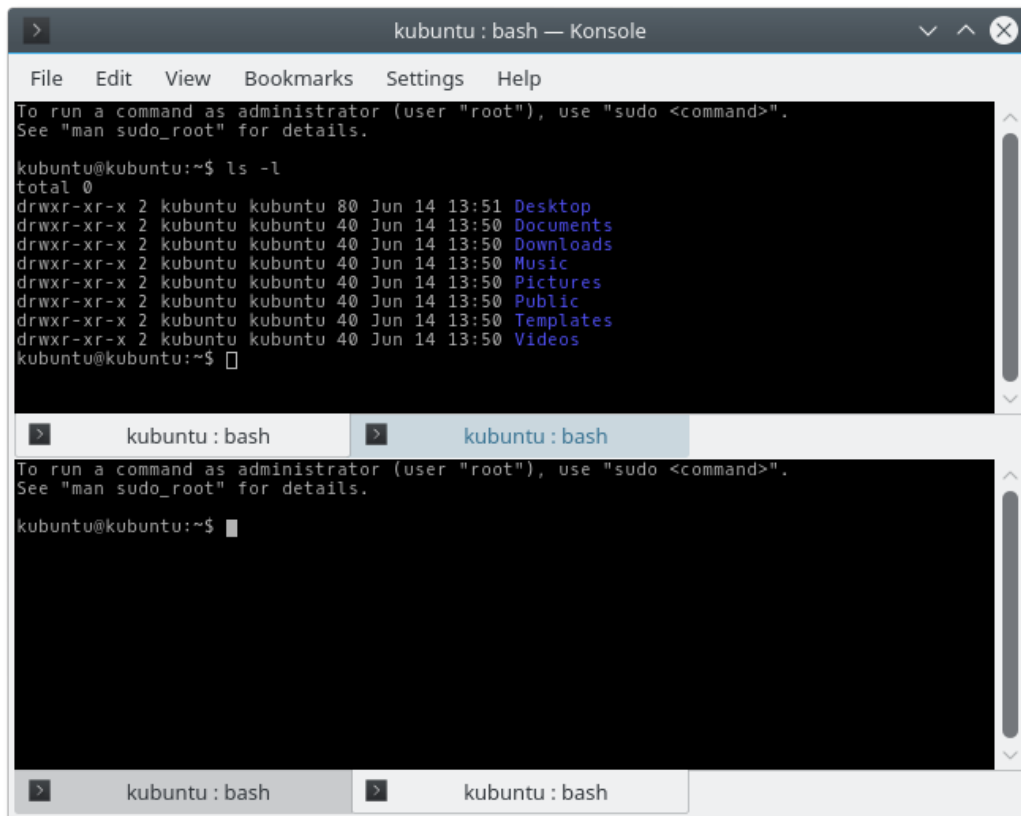 kubuntu : bash — Konsole
File Edit View Bookmarks Settings Help
To run a command as administrator (user "root"), use "sudo <command>".
See "man sudo_root" for details.
kubuntu@kubuntu:~$ ls -l
total 0
drwxr-xr-x 2 kubuntu kubuntu 80 Jun 14 13:51 Desktop
drwxr-xr-x 2 kubuntu kubuntu 40 Jun 14 13:50 Documents
drwxr-xr-x 2 kubuntu kubuntu 40 Jun 14 13:50 Downloads
drwxr-xr-x 2 kubuntu kubuntu 40 Jun 14 13:50 Music
drwxr-xr-x 2 kubuntu kubuntu 40 Jun 14 13:50 Pictures
drwxr-xr-x 2 kubuntu kubuntu 40 Jun 14 13:50 Public
drwxr-xr-x 2 kubuntu kubuntu 40 Jun 14 13:50 Templates
drwxr-xr-x 2 kubuntu kubuntu 40 Jun 14 13:50 Videos
kubuntu@kubuntu:~$
kubuntu : bash kubuntu : bash
To run a command as administrator (user "root"), use "sudo <command>".
See "man sudo_root" for details.
kubuntu@kubuntu:~$
kubuntu : bash kubuntu : bash